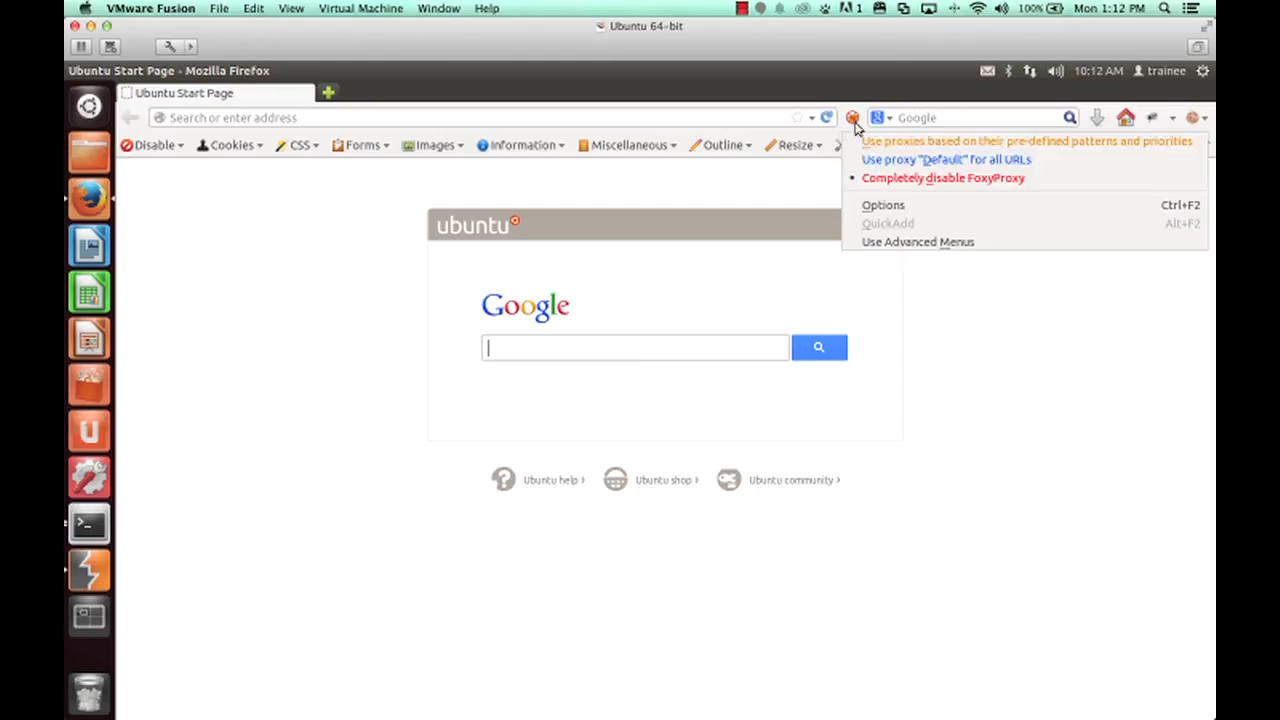 VMware Fusion File Edit View Virtual Machine Window Help 1 100% Mon 1:12 PM
Ubuntu 64-bit
Ubuntu Start Page - Mozilla Firefox 10:12 AM trainee
Ubuntu Start Page
Search or enter address Google
Disable Cookies CSS Forms Images Information Miscellaneous Outline Resize
Use proxies based on their pre-defined patterns and priorities
Use proxy "Default" for all URLs
Completely disable FoxyProxy
Options Ctrl+F2
QuickAdd Alt+F2
Use Advanced Menus
ubuntu
Google
Ubuntu help › Ubuntu shop › Ubuntu community ›